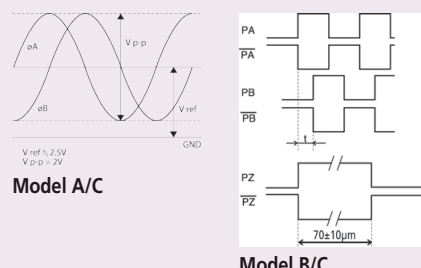 øA
øB
V p-p
V ref
GND
V ref ≒ 2.5V
V p-p = 2V
Model A/C
PA
PA
PB
PB
t
PZ
PZ
70±10µm
Model B/C